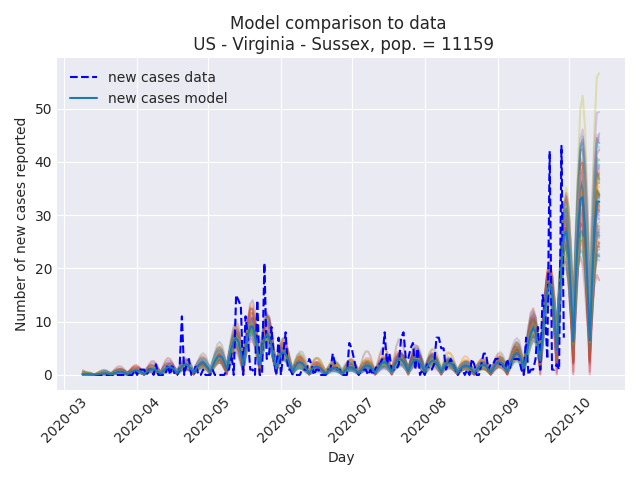 Model comparison to data
US - Virginia - Sussex, pop. = 11159
new cases data
new cases model
Number of new cases reported
50
40
30
20
10
0
2020-03
2020-04
2020-05
2020-06
2020-07
2020-08
2020-09
2020-10
Day